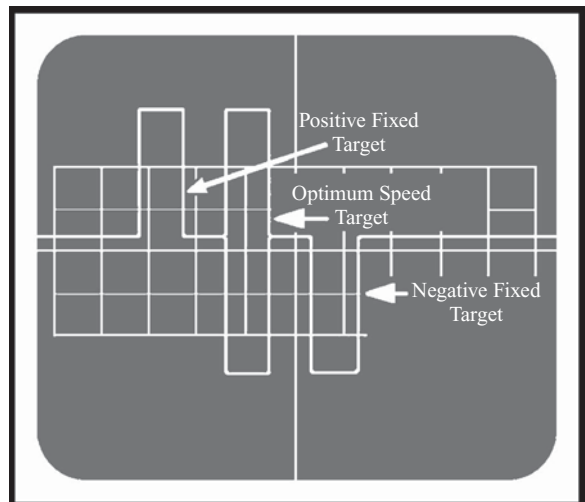 Positive Fixed
Target
Optimum Speed
Target
Negative Fixed
Target